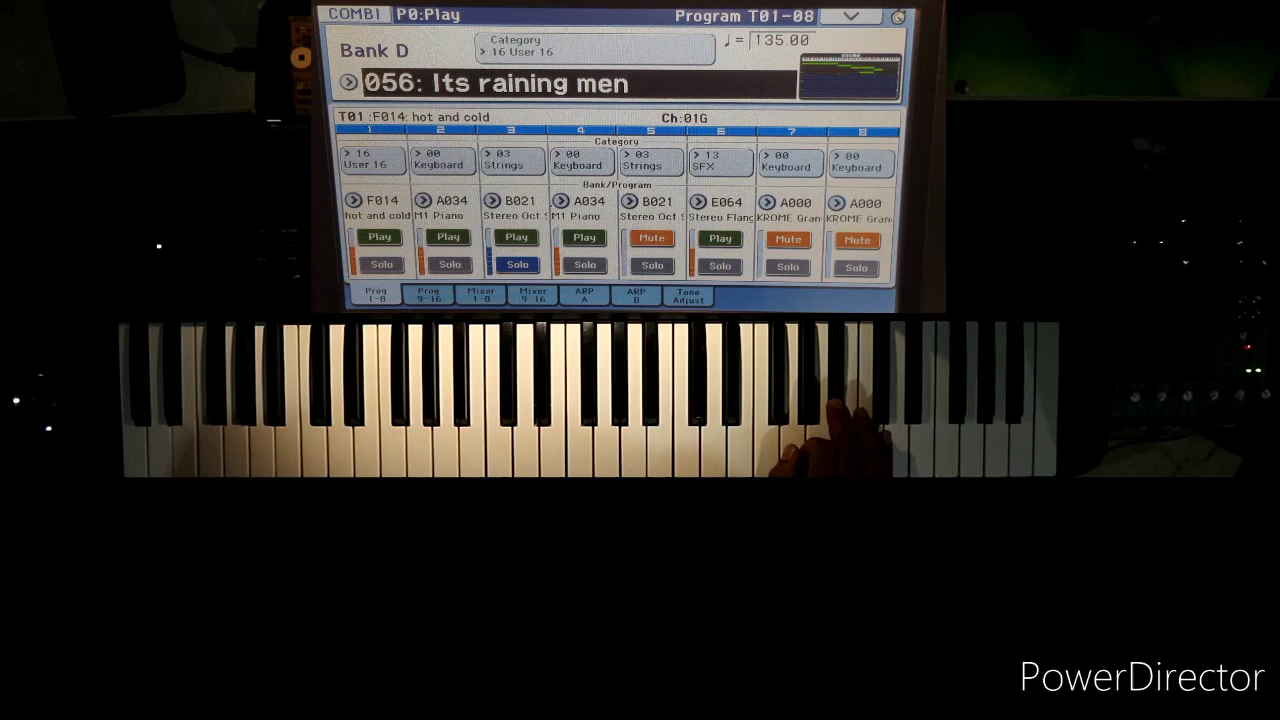 COMBI P0:Play Program T01-08
Bank D
Category
16 User 16
♩= 135.00
056: Its raining men
T01 :F014: hot and cold Ch:01G
1 2 3 4 5 6 7 8
Category
16 User 16
00 Keyboard
03 Strings
00 Keyboard
03 Strings
13 SFX
00 Keyboard
00 Keyboard
Bank/Program
F014 A034 B021 A034 B021 E064 A000 A000
hot and cold M1 Piano Stereo Oct S M1 Piano Stereo Oct S Stereo Flang KROME Gran KROME Gran
Play Play Play Play Mute Play Mute Mute
Solo Solo Solo Solo Solo Solo Solo Solo
Prog 1-8
Prog 9-16
Mixer 1-8
Mixer 9-16
ARP A
ARP B
Tone Adjust
PowerDirector